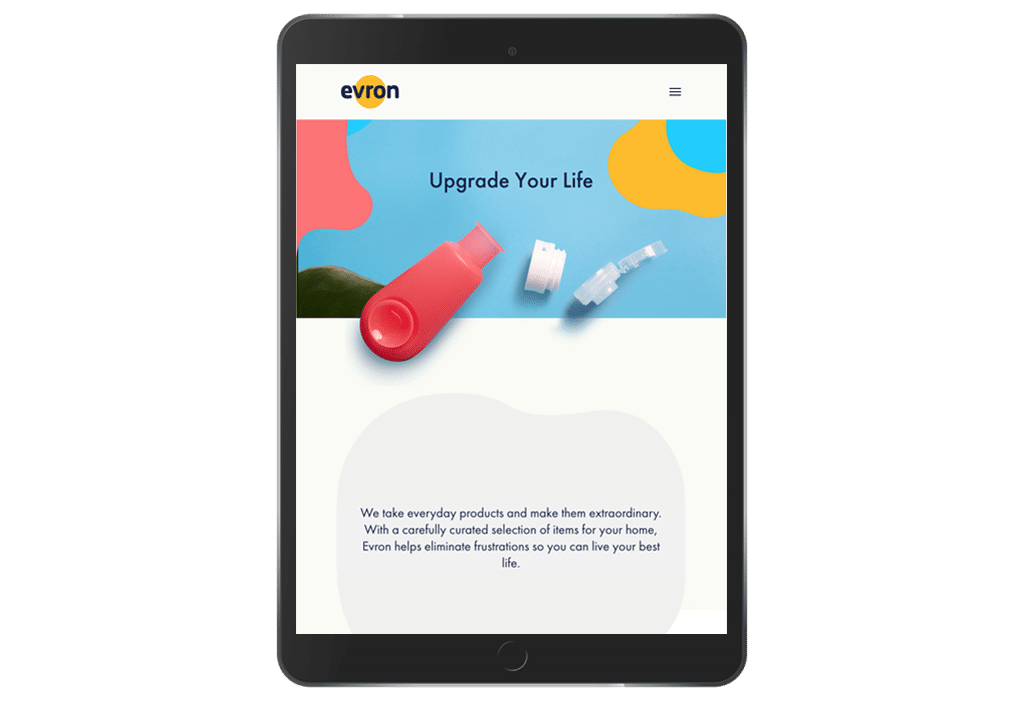 evron
Upgrade Your Life
We take everyday products and make them extraordinary.
With a carefully curated selection of items for your home,
Evron helps eliminate frustrations so you can live your best
life.